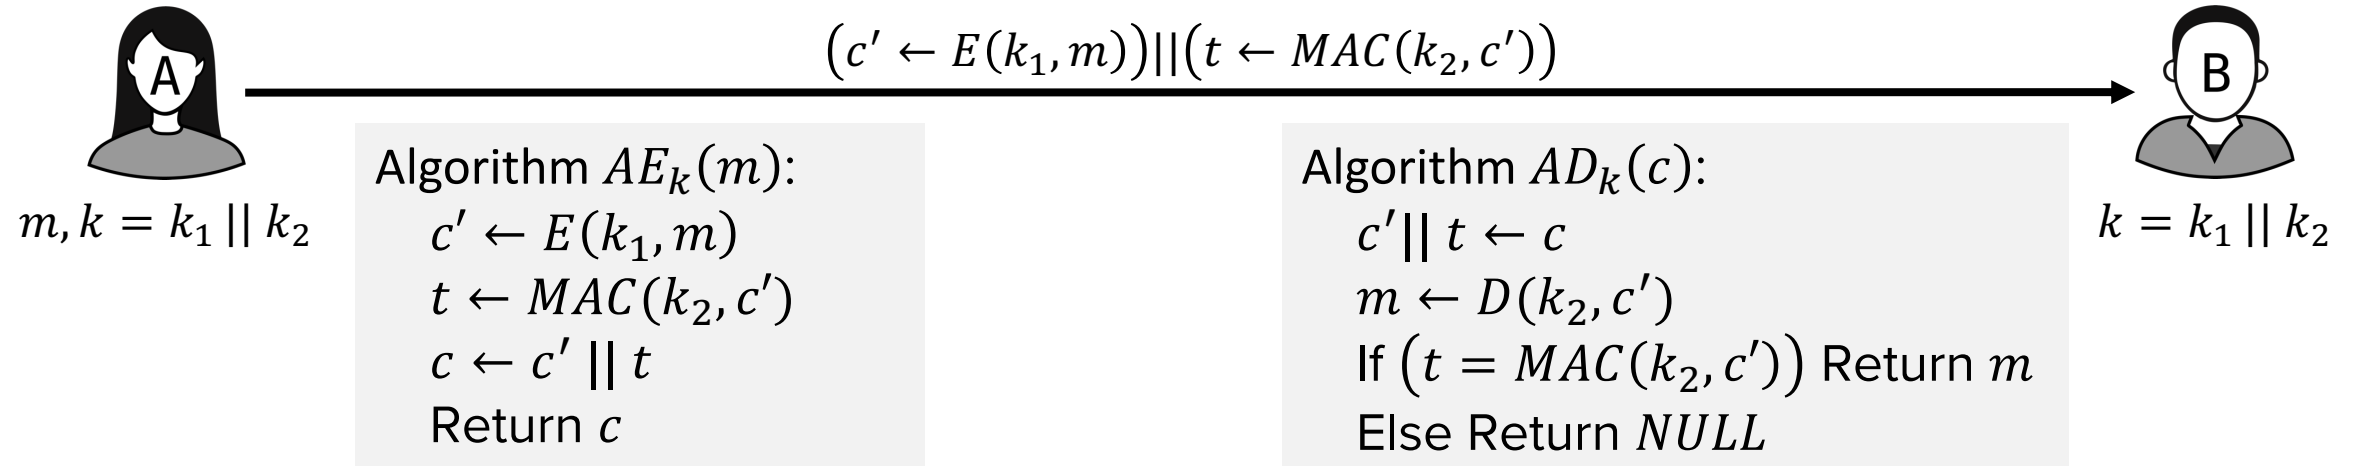 (c′ ← E(k₁, m))||(t ← MAC(k₂, c′))
A
B
m, k = k₁ || k₂
k = k₁ || k₂
Algorithm AEₖ(m):
c′ ← E(k₁, m)
t ← MAC(k₂, c′)
c ← c′ || t
Return c
Algorithm ADₖ(c):
c′|| t ← c
m ← D(k₂, c′)
If (t = MAC(k₂, c′)) Return m
Else Return NULL